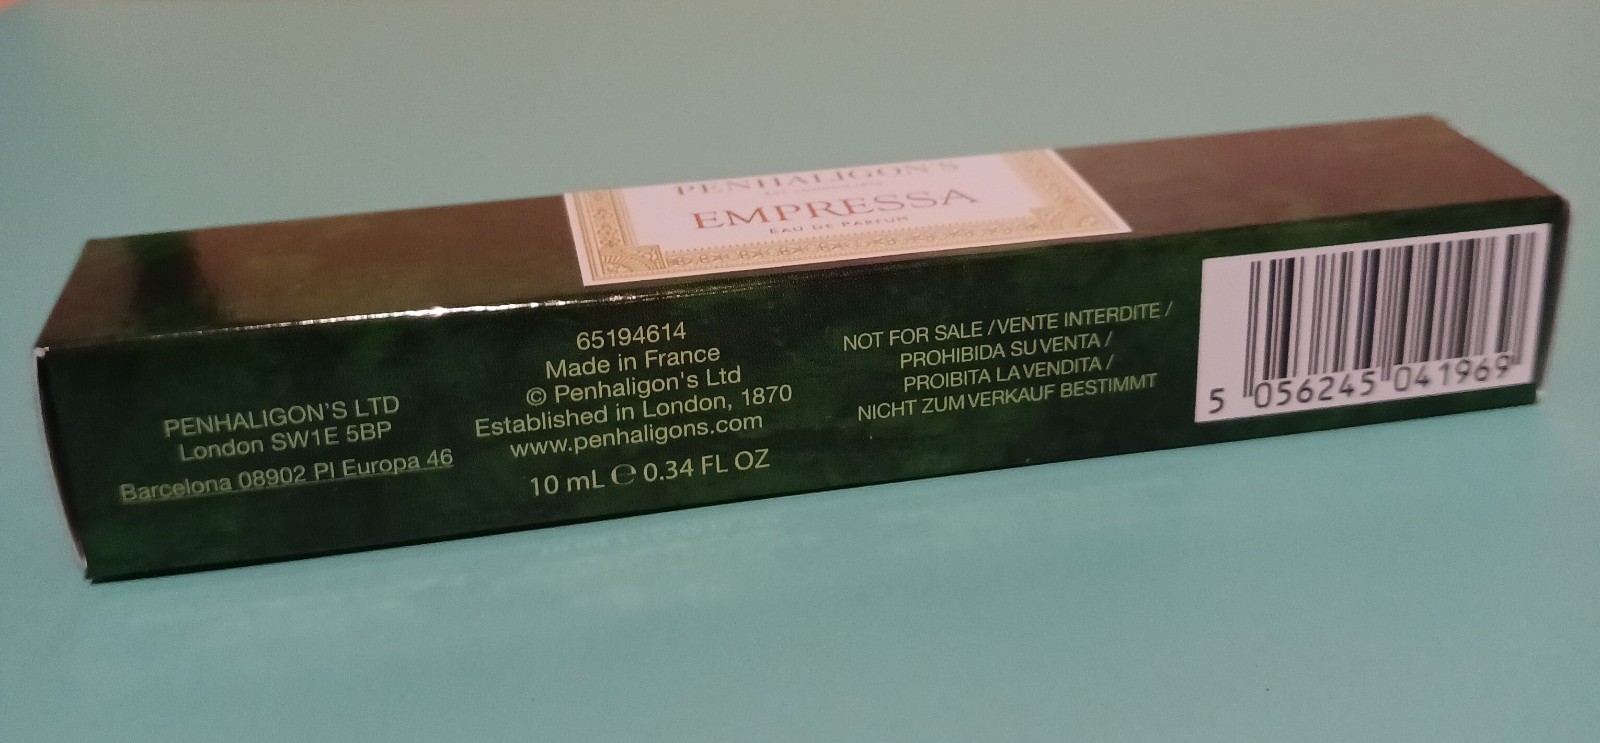 PENHALIGON'S
EMPRESSA
EAU DE PARFUM
PENHALIGON'S LTD
London SW1E 5BP
Barcelona 08902 Pl Europa 46
65194614
Made in France
© Penhaligon's Ltd
Established in London, 1870
www.penhaligons.com
10 mL ℮ 0.34 FL OZ
NOT FOR SALE / VENTE INTERDITE /
PROHIBIDA SU VENTA /
PROIBITA LA VENDITA /
NICHT ZUM VERKAUF BESTIMMT
5 056245 041969